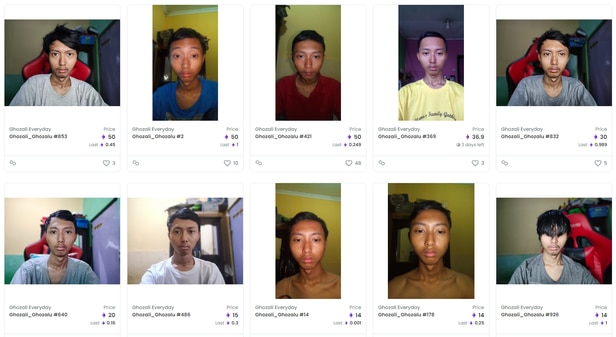 Ghozali Everyday Price
Ghozali_Ghozalu #853 50
Last 0.45
3
Ghozali Everyday Price
Ghozali_Ghozalu #2 50
Last 1
10
Ghozali Everyday Price
Ghozali_Ghozalu #421 50
Last 0.249
48
Ghozali Everyday Price
Ghozali_Ghozalu #369 36.9
3 days left
3
Ghozali Everyday Price
Ghozali_Ghozalu #832 30
Last 0.989
5
Ghozali Everyday Price
Ghozali_Ghozalu #640 20
Last 0.16
Ghozali Everyday Price
Ghozali_Ghozalu #486 15
Last 0.3
Ghozali Everyday Price
Ghozali_Ghozalu #14 14
Last 0.001
Ghozali Everyday Price
Ghozali_Ghozalu #178 14
Last 0.25
Ghozali Everyday Price
Ghozali_Ghozalu #926 14
Last 1